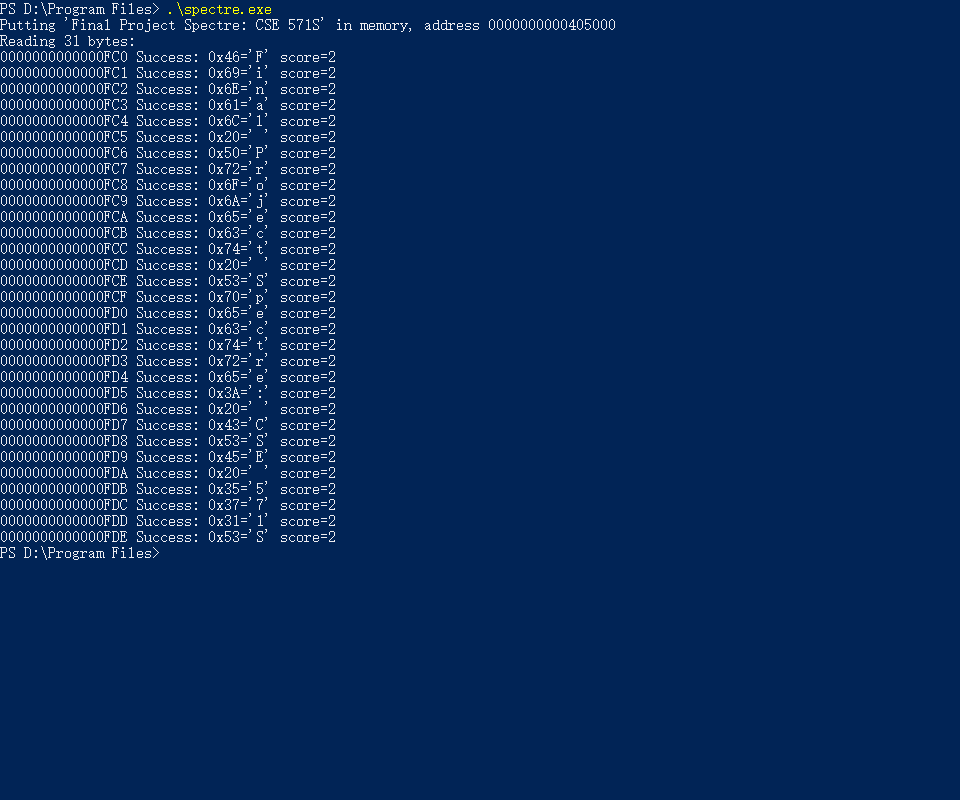 PS D:\Program Files> .\spectre.exe
Putting 'Final Project Spectre: CSE 571S' in memory, address 0000000000405000
Reading 31 bytes:
0000000000000FC0 Success: 0x46='F' score=2
0000000000000FC1 Success: 0x69='i' score=2
0000000000000FC2 Success: 0x6E='n' score=2
0000000000000FC3 Success: 0x61='a' score=2
0000000000000FC4 Success: 0x6C='l' score=2
0000000000000FC5 Success: 0x20=' ' score=2
0000000000000FC6 Success: 0x50='P' score=2
0000000000000FC7 Success: 0x72='r' score=2
0000000000000FC8 Success: 0x6F='o' score=2
0000000000000FC9 Success: 0x6A='j' score=2
0000000000000FCA Success: 0x65='e' score=2
0000000000000FCB Success: 0x63='c' score=2
0000000000000FCC Success: 0x74='t' score=2
0000000000000FCD Success: 0x20=' ' score=2
0000000000000FCE Success: 0x53='S' score=2
0000000000000FCF Success: 0x70='p' score=2
0000000000000FD0 Success: 0x65='e' score=2
0000000000000FD1 Success: 0x63='c' score=2
0000000000000FD2 Success: 0x74='t' score=2
0000000000000FD3 Success: 0x72='r' score=2
0000000000000FD4 Success: 0x65='e' score=2
0000000000000FD5 Success: 0x3A=':' score=2
0000000000000FD6 Success: 0x20=' ' score=2
0000000000000FD7 Success: 0x43='C' score=2
0000000000000FD8 Success: 0x53='S' score=2
0000000000000FD9 Success: 0x45='E' score=2
0000000000000FDA Success: 0x20=' ' score=2
0000000000000FDB Success: 0x35='5' score=2
0000000000000FDC Success: 0x37='7' score=2
0000000000000FDD Success: 0x31='1' score=2
0000000000000FDE Success: 0x53='S' score=2
PS D:\Program Files>